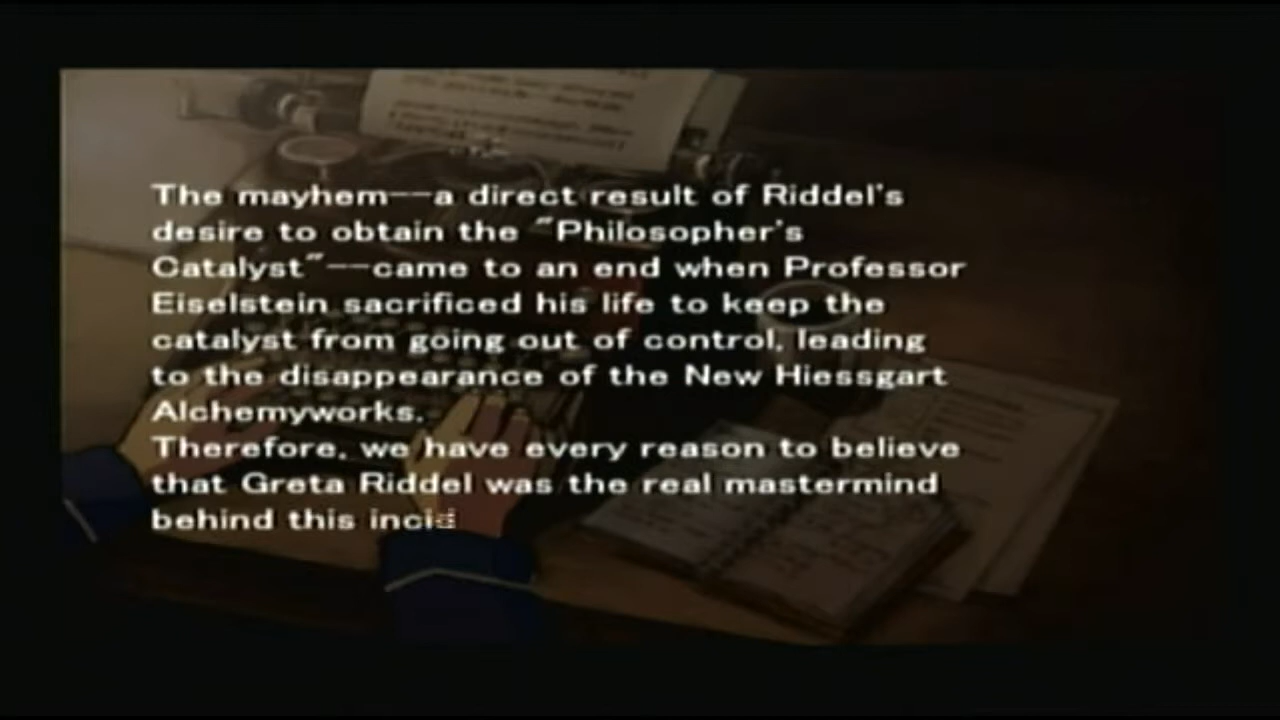 The mayhem--a direct result of Riddel's
desire to obtain the "Philosopher's
Catalyst"--came to an end when Professor
Eiselstein sacrificed his life to keep the
catalyst from going out of control, leading
to the disappearance of the New Hiessgart
Alchemyworks.
Therefore, we have every reason to believe
that Greta Riddel was the real mastermind
behind this incid